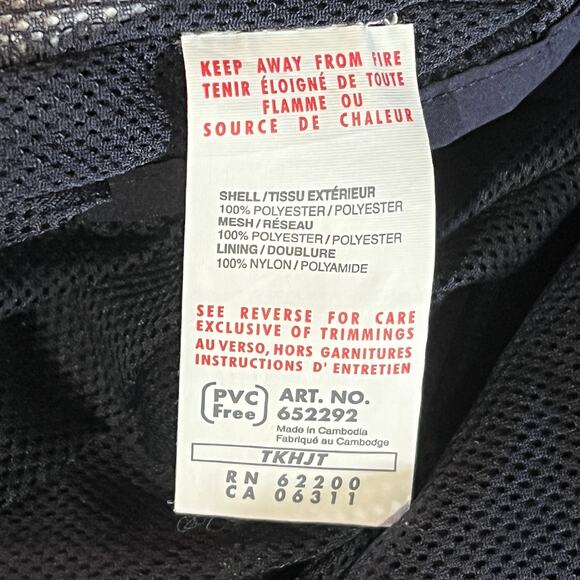 KEEP AWAY FROM FIRE
TENIR ÉLOIGNÉ DE TOUTE
FLAMME OU
SOURCE DE CHALEUR
SHELL/TISSU EXTÉRIEUR
100% POLYESTER/POLYESTER
MESH/RÉSEAU
100% POLYESTER/POLYESTER
LINING/DOUBLURE
100% NYLON/POLYAMIDE
SEE REVERSE FOR CARE
EXCLUSIVE OF TRIMMINGS
AU VERSO, HORS GARNITURES
INSTRUCTIONS D'ENTRETIEN
(PVC Free)
ART. NO.
652292
Made in Cambodia
Fabriqué au Cambodge
TKHJT
RN 62200
CA 06311